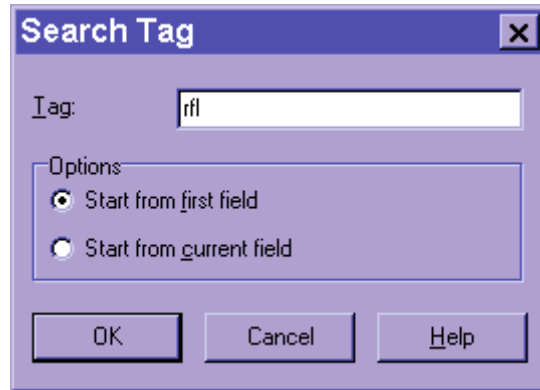 Search Tag
Tag: rfl
Options
Start from first field
Start from current field
OK Cancel Help